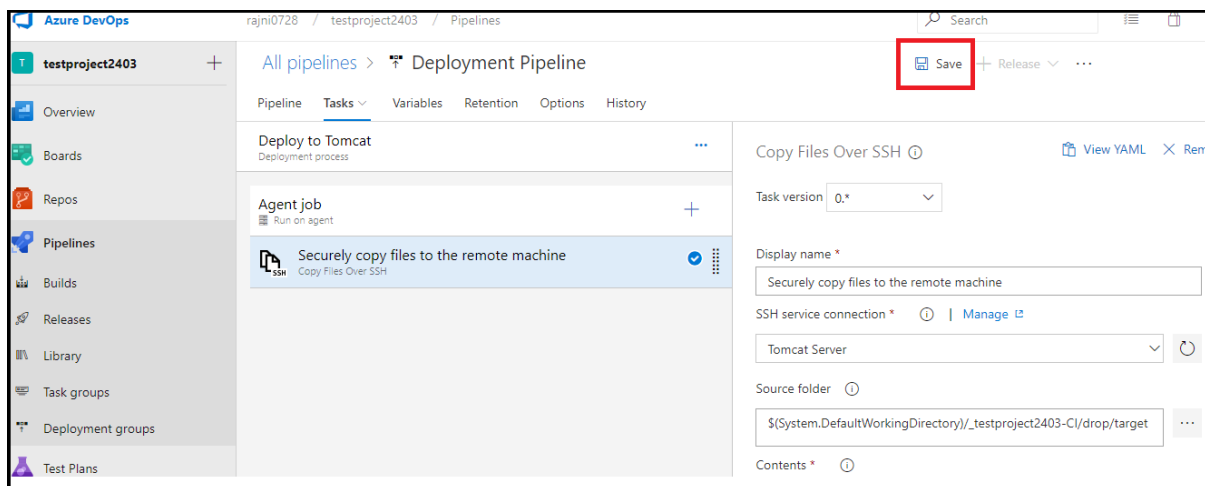 Azure DevOps
rajni0728 / testproject2403 / Pipelines
Search
T testproject2403 +
All pipelines > Deployment Pipeline
Save + Release ...
Overview
Boards
Repos
Pipelines
Builds
Releases
Library
Task groups
Deployment groups
Test Plans
Pipeline Tasks Variables Retention Options History
Deploy to Tomcat ...
Deployment process
Agent job +
Run on agent
SSH
Securely copy files to the remote machine
Copy Files Over SSH
Copy Files Over SSH
View YAML Rem
Task version 0.*
Display name *
Securely copy files to the remote machine
SSH service connection * | Manage
Tomcat Server
Source folder
$(System.DefaultWorkingDirectory)/_testproject2403-CI/drop/target ...
Contents *